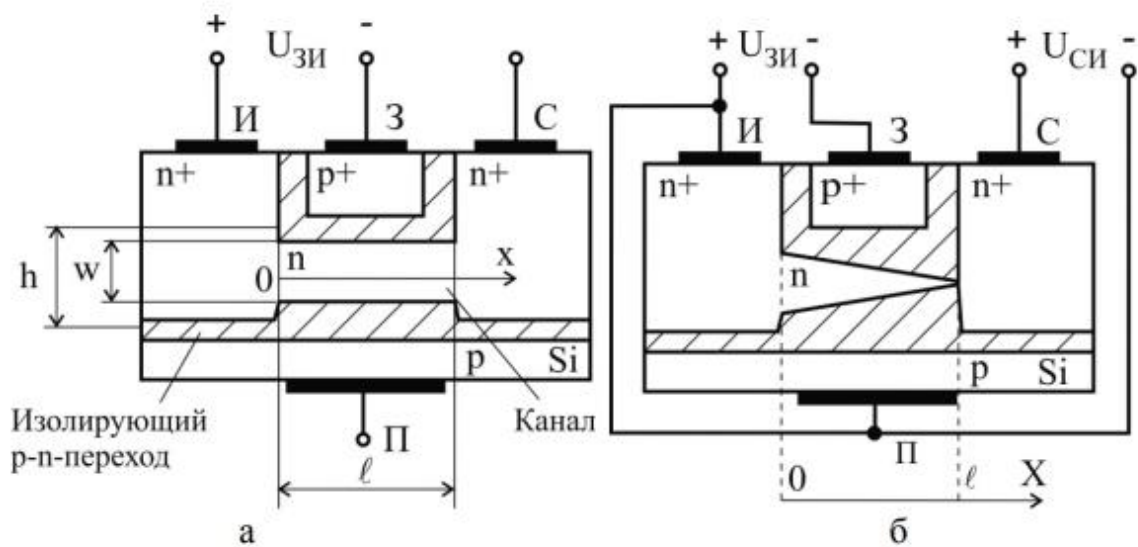 + U_ЗИ -
И З С
n+ p+ n+
h w 0 n x
p Si
Изолирующий
p-n-переход
П
Канал
ℓ
а
+ U_ЗИ - + U_СИ -
И З С
n+ p+ n+
n
p Si
П
0 ℓ X
б